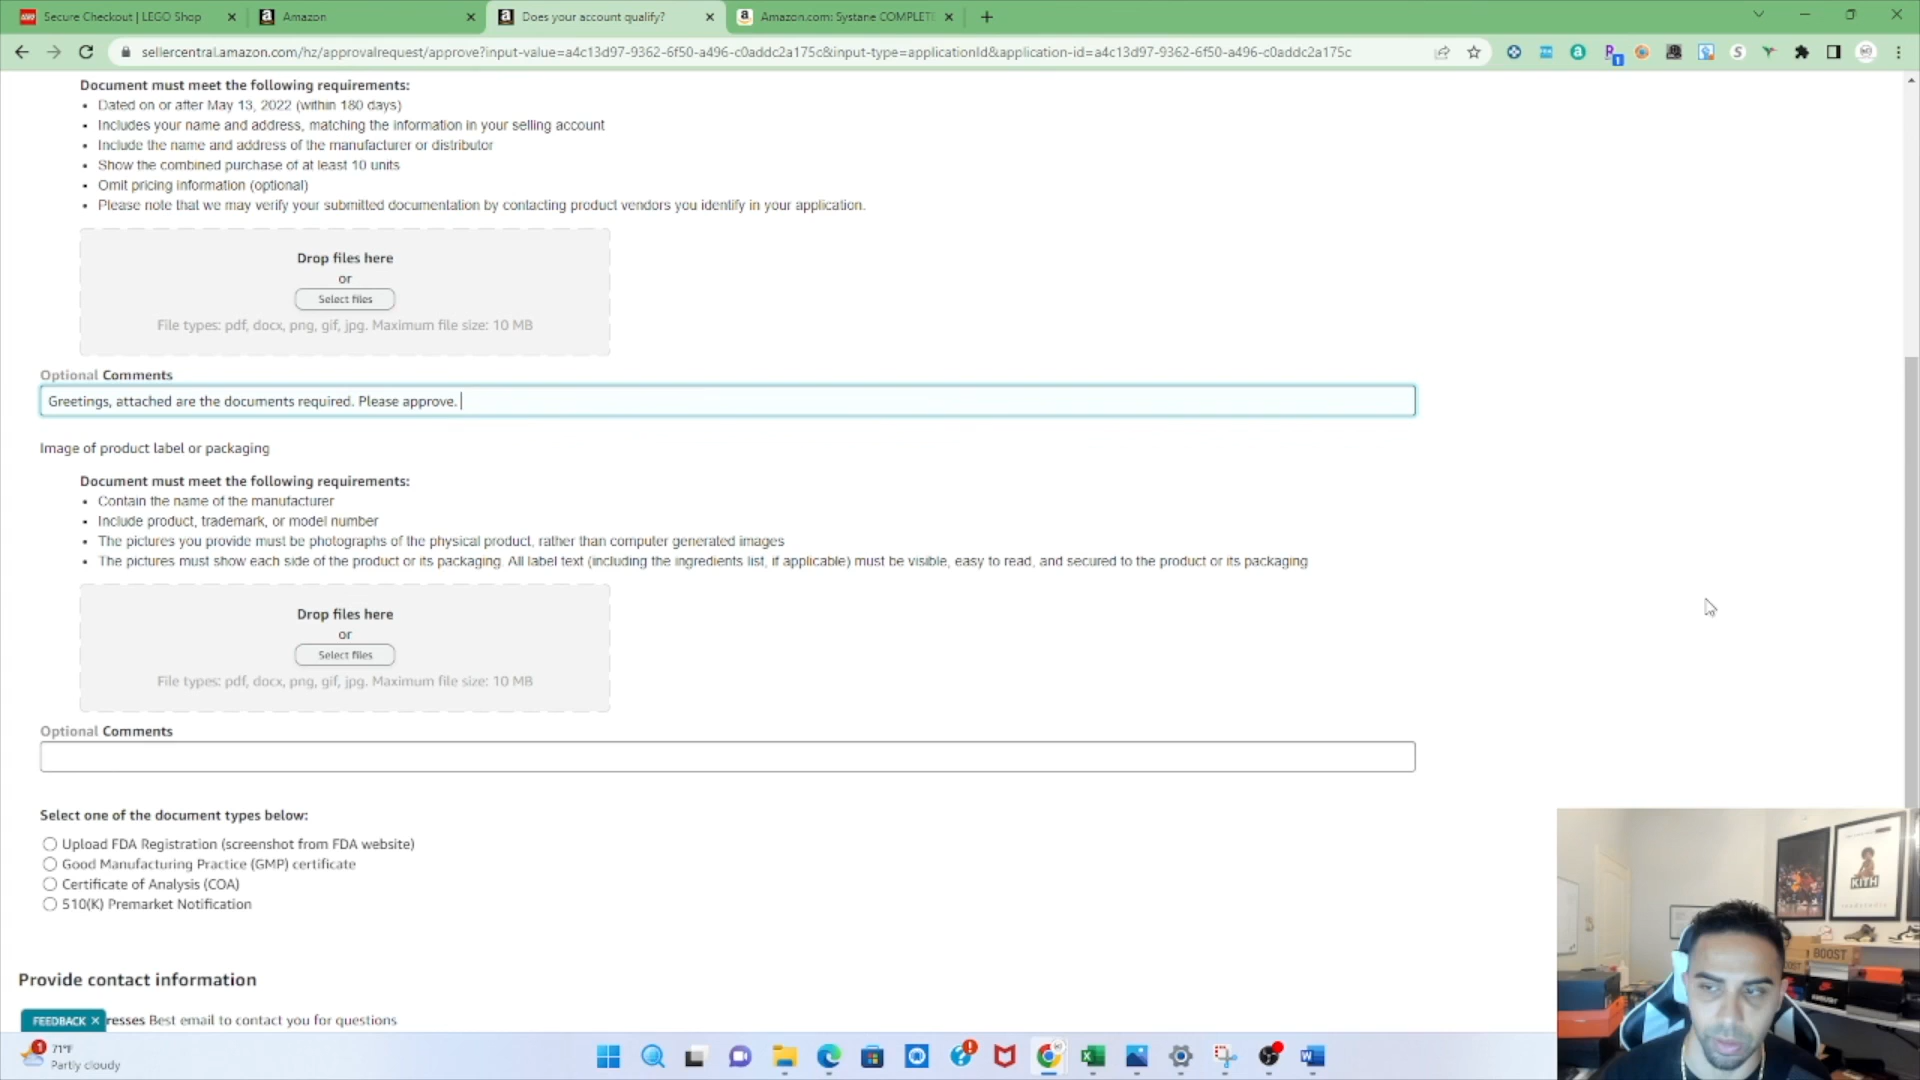 Secure Checkout | LEGO Shop
Amazon
Does your account qualify?
Amazon.com: Systane COMPLETE
sellercentral.amazon.com/hz/approvalrequest/approve?input-value=a4c13d97-9362-6f50-a496-c0addc2a175c&input-type=applicationId&application-id=a4c13d97-9362-6f50-a496-c0addc2a175c
Document must meet the following requirements:
Dated on or after May 13, 2022 (within 180 days)
Includes your name and address, matching the information in your selling account
Include the name and address of the manufacturer or distributor
Show the combined purchase of at least 10 units
Omit pricing information (optional)
Please note that we may verify your submitted documentation by contacting product vendors you identify in your application.
Drop files here
or
Select files
File types: pdf, docx, png, gif, jpg. Maximum file size: 10 MB
Optional Comments
Greetings, attached are the documents required. Please approve.
Image of product label or packaging
Document must meet the following requirements:
Contain the name of the manufacturer
Include product, trademark, or model number
The pictures you provide must be photographs of the physical product, rather than computer generated images
The pictures must show each side of the product or its packaging. All label text (including the ingredients list, if applicable) must be visible, easy to read, and secured to the product or its packaging
Drop files here
or
Select files
File types: pdf, docx, png, gif, jpg. Maximum file size: 10 MB
Optional Comments
Select one of the document types below:
Upload FDA Registration (screenshot from FDA website)
Good Manufacturing Practice (GMP) certificate
Certificate of Analysis (COA)
510(K) Premarket Notification
Provide contact information
FEEDBACK × resses Best email to contact you for questions
KITH
BOOST
1
71°F
Partly cloudy